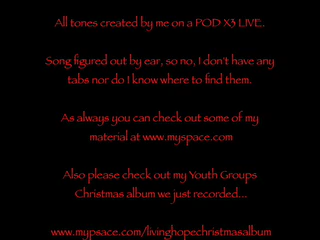 All tones created by me on a POD X3 LIVE.
Song figured out by ear, so no, I don't have any
tabs nor do I know where to find them.
As always you can check out some of my
material at www.myspace.com
Also please check out my Youth Groups
Christmas album we just recorded...
www.mypsace.com/livinghopechristmasalbum